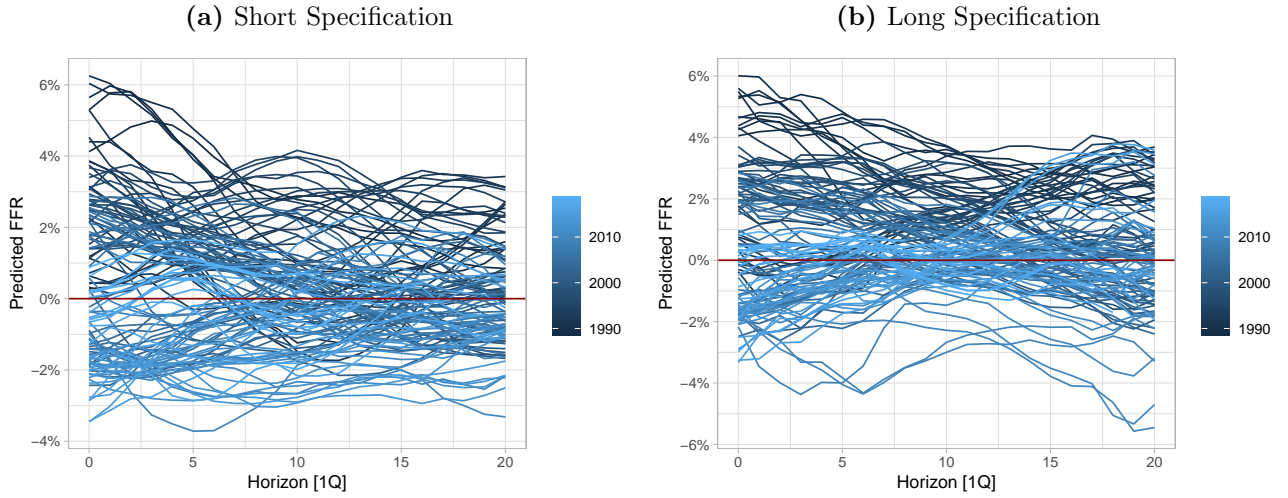 (a) Short Specification
(b) Long Specification
Predicted FFR
6%
4%
2%
0%
−2%
−4%
0 5 10 15 20
Horizon [1Q]
2010
2000
1990
Predicted FFR
6%
4%
2%
0%
−2%
−4%
−6%
0 5 10 15 20
Horizon [1Q]
2010
2000
1990